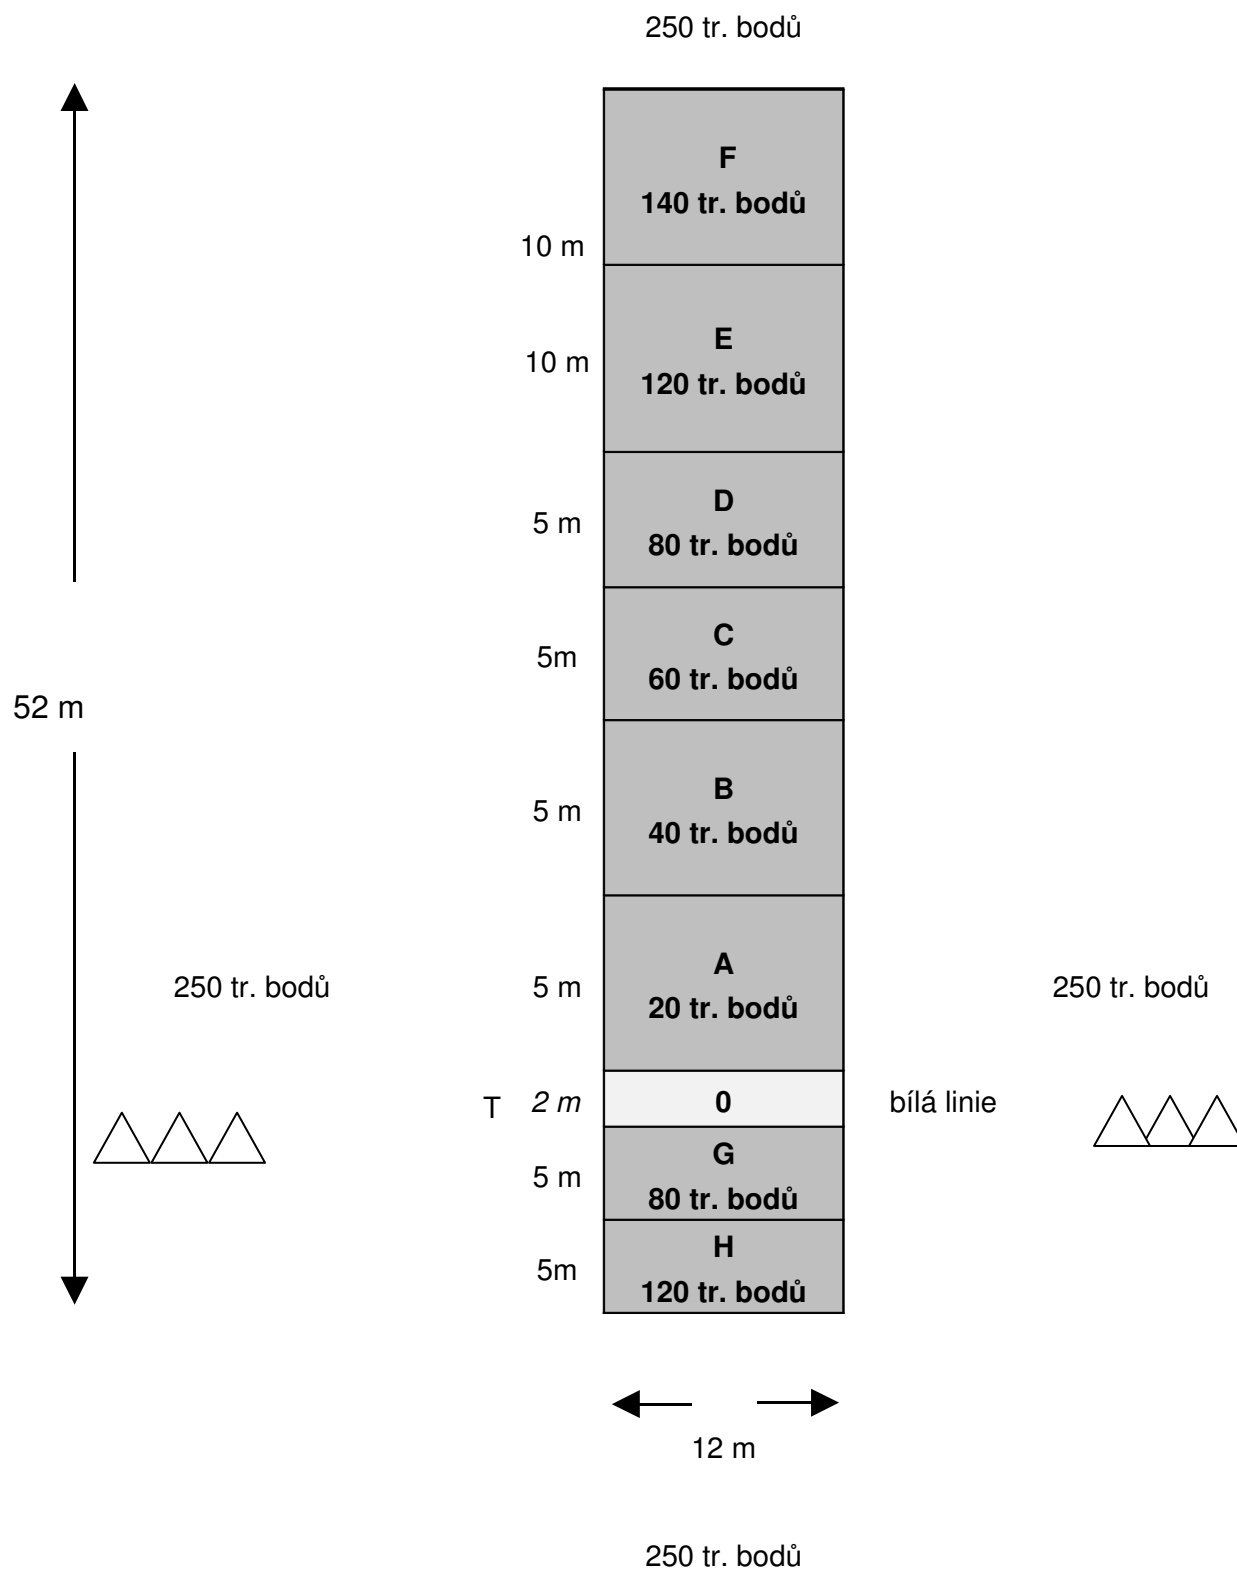 250 tr. bodů
F
140 tr. bodů
10 m
E
120 tr. bodů
10 m
D
80 tr. bodů
5 m
C
60 tr. bodů
5m
52 m
B
40 tr. bodů
5 m
A
20 tr. bodů
250 tr. bodů
5 m
250 tr. bodů
T
2 m
0
bílá linie
G
80 tr. bodů
5 m
H
120 tr. bodů
5m
12 m
250 tr. bodů